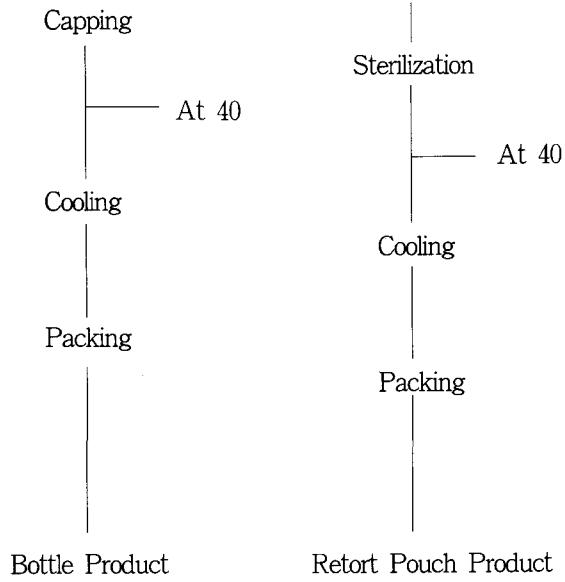 Capping
At 40
Cooling
Packing
Bottle Product
Sterilization
At 40
Cooling
Packing
Retort Pouch Product